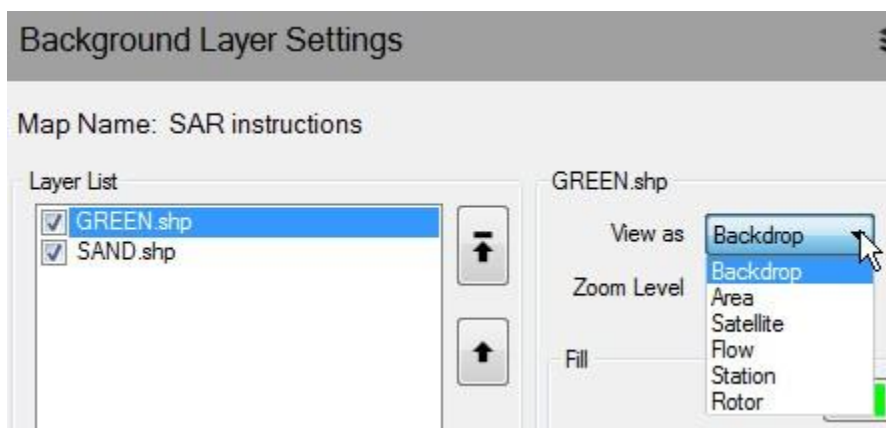 Background Layer Settings
Map Name: SAR instructions
Layer List
GREEN.shp
SAND.shp
GREEN.shp
View as
Backdrop
Zoom Level
Backdrop
Area
Satellite
Flow
Station
Rotor
Fill